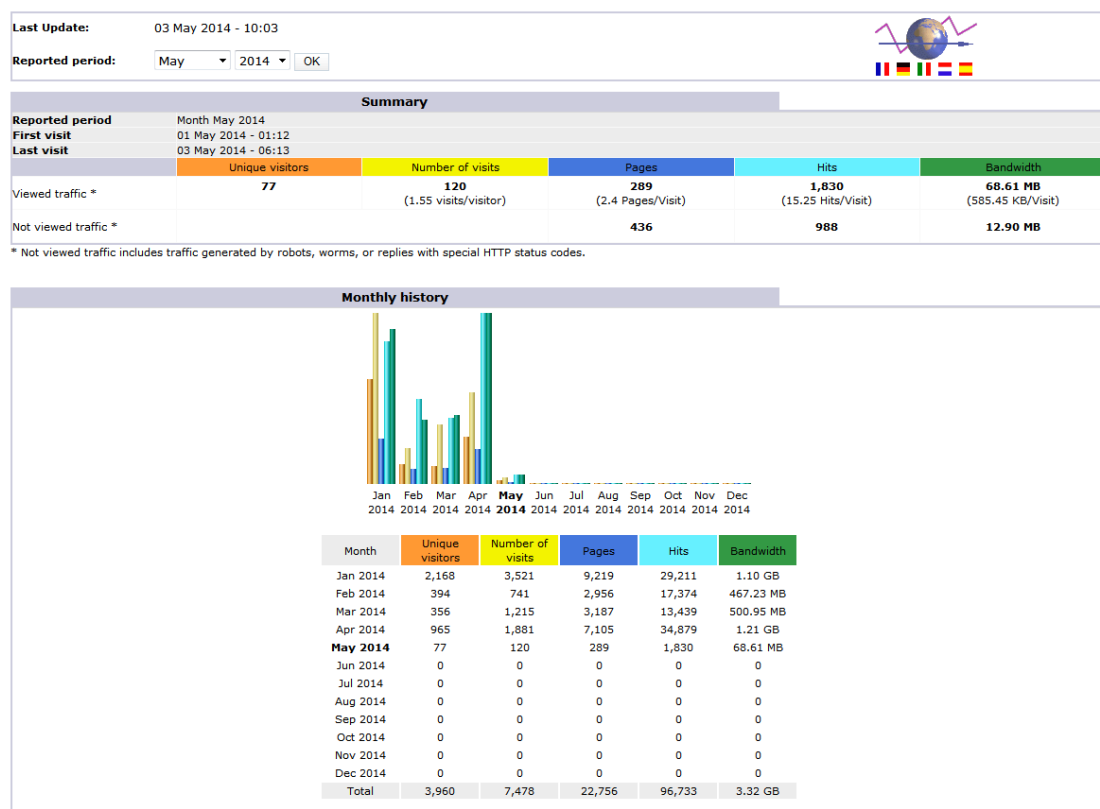 Last Update: 03 May 2014 - 10:03
Reported period: May 2014 OK
Summary
Reported period Month May 2014
First visit 01 May 2014 - 01:12
Last visit 03 May 2014 - 06:13
Unique visitors Number of visits Pages Hits Bandwidth
Viewed traffic * 77 120 289 1,830 68.61 MB
(1.55 visits/visitor) (2.4 Pages/Visit) (15.25 Hits/Visit) (585.45 KB/Visit)
Not viewed traffic * 436 988 12.90 MB
* Not viewed traffic includes traffic generated by robots, worms, or replies with special HTTP status codes.
Monthly history
Jan Feb Mar Apr May Jun Jul Aug Sep Oct Nov Dec
2014 2014 2014 2014 2014 2014 2014 2014 2014 2014 2014 2014
Month Unique visitors Number of visits Pages Hits Bandwidth
Jan 2014 2,168 3,521 9,219 29,211 1.10 GB
Feb 2014 394 741 2,956 17,374 467.23 MB
Mar 2014 356 1,215 3,187 13,439 500.95 MB
Apr 2014 965 1,881 7,105 34,879 1.21 GB
May 2014 77 120 289 1,830 68.61 MB
Jun 2014 0 0 0 0 0
Jul 2014 0 0 0 0 0
Aug 2014 0 0 0 0 0
Sep 2014 0 0 0 0 0
Oct 2014 0 0 0 0 0
Nov 2014 0 0 0 0 0
Dec 2014 0 0 0 0 0
Total 3,960 7,478 22,756 96,733 3.32 GB